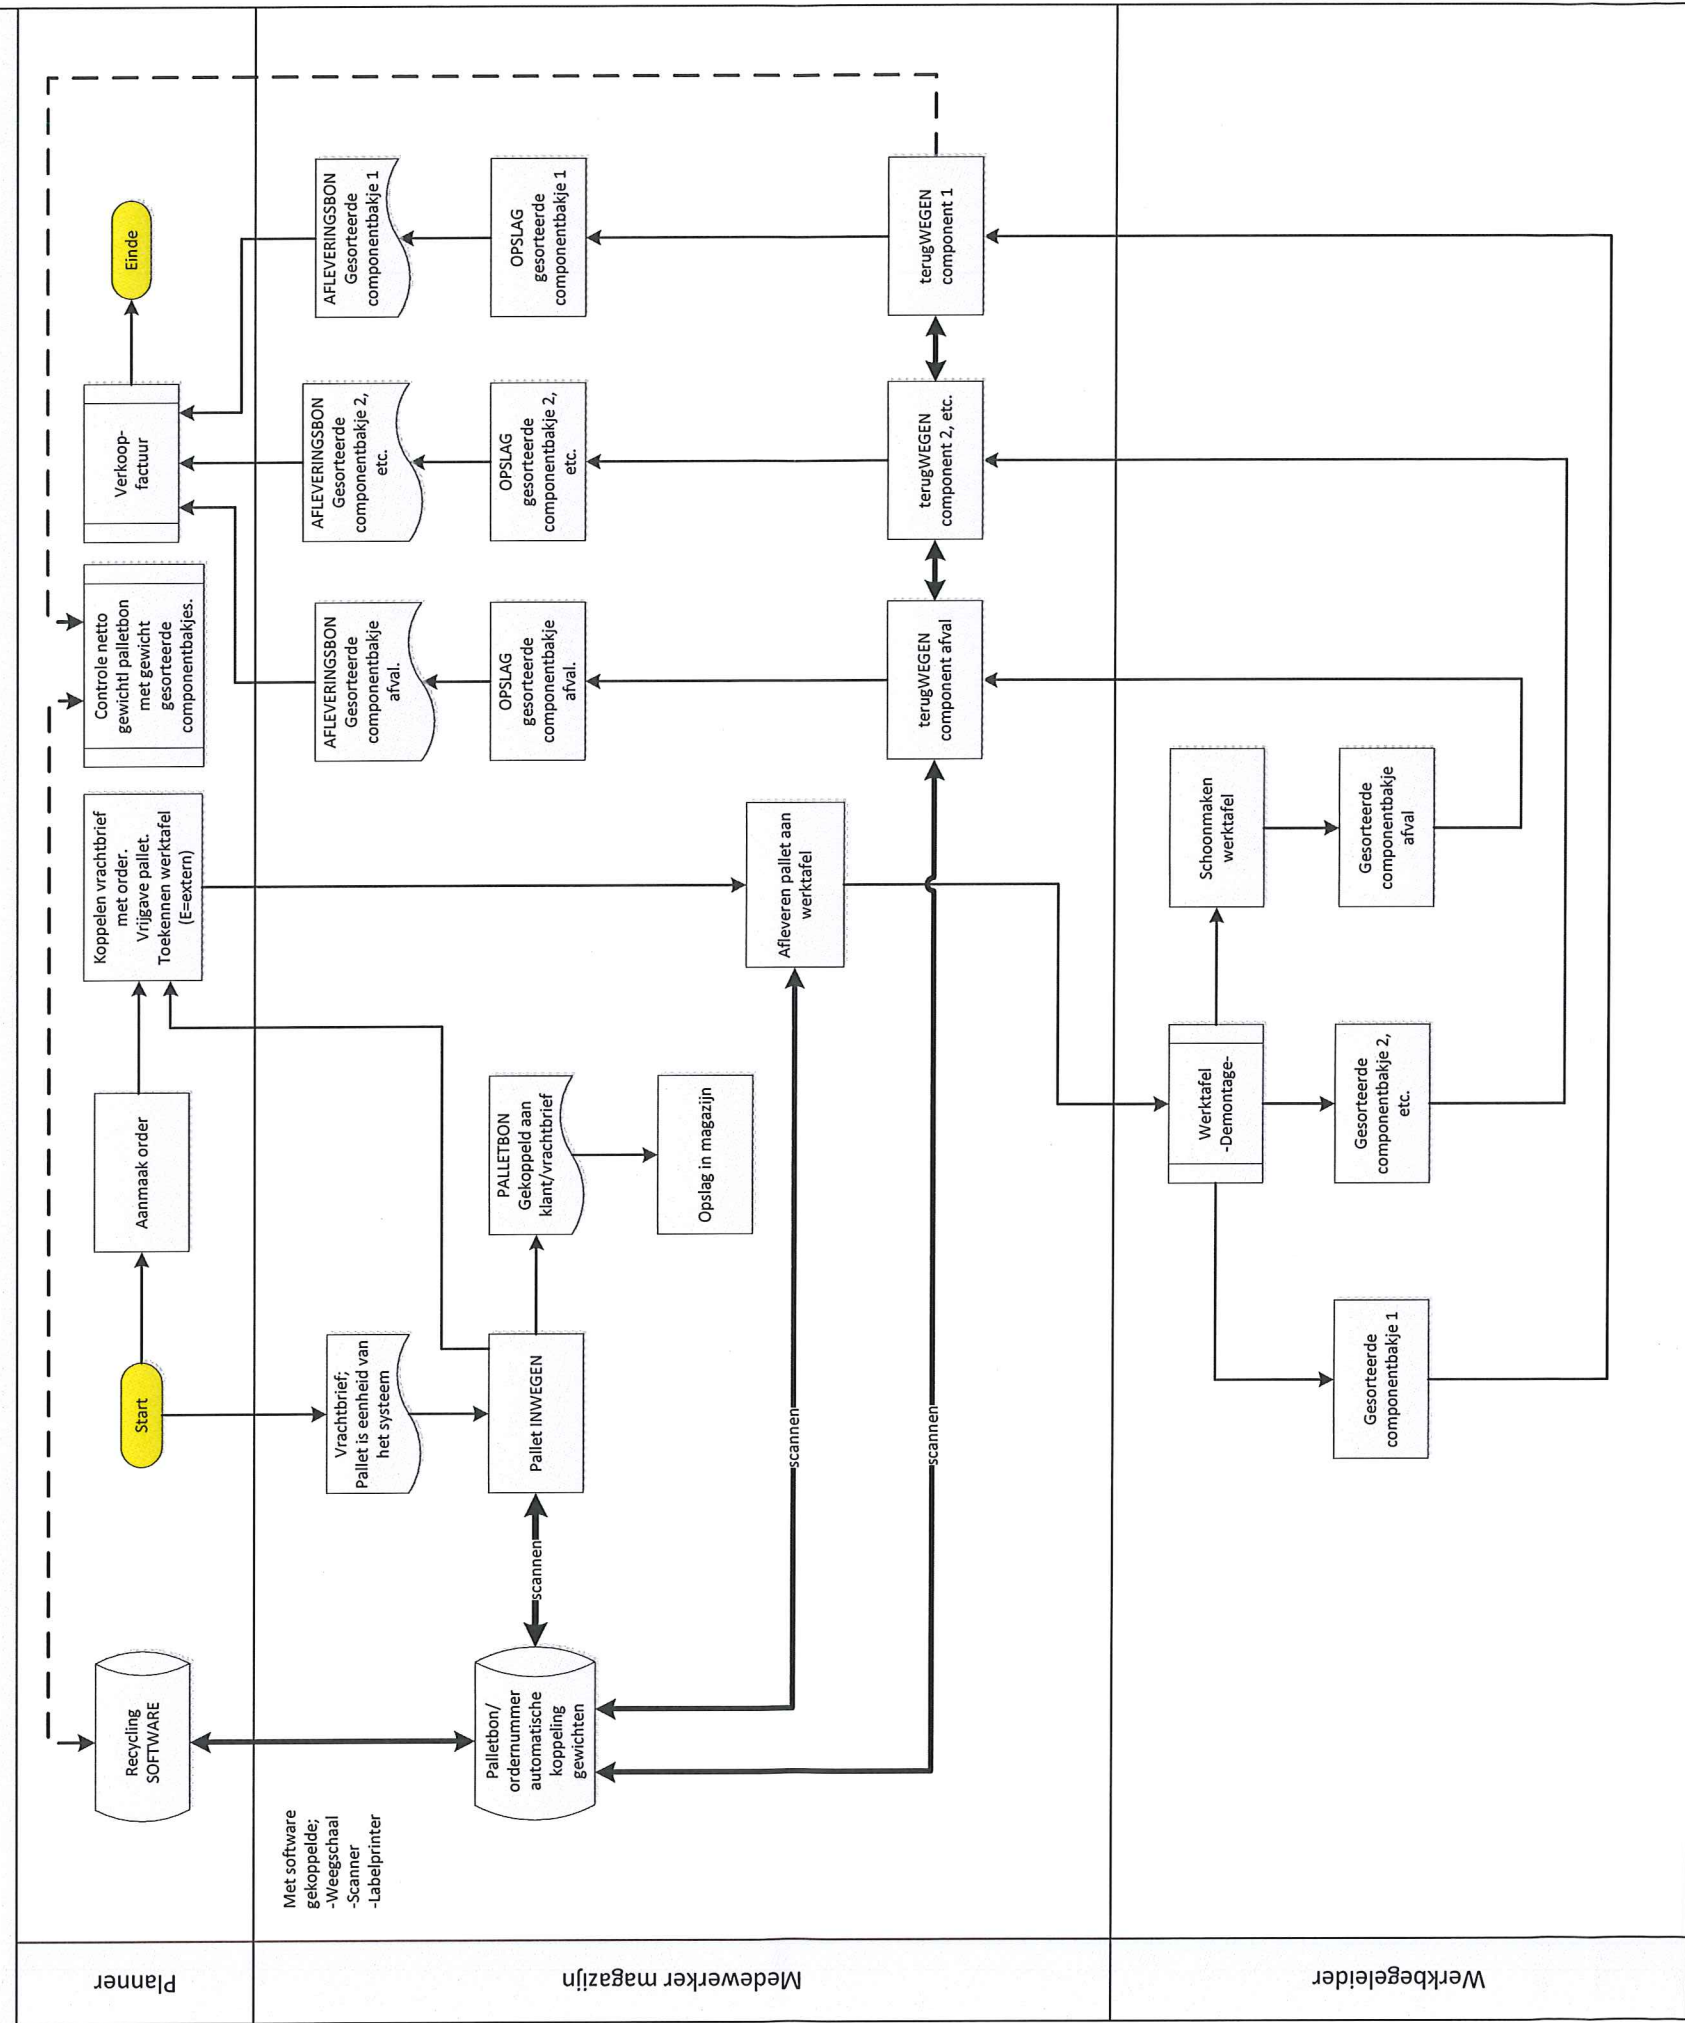 Planner
Recycling
SOFTWARE
Start
Aanmaak order
Koppelen vrachtbrief
met order.
Vrijgave pallet.
Toekennen werktafel
(E=extern)
Controle netto
gewichtl palletbon
met gewicht
gesorteerde
componentbakjes.
Verkoop-
factuur
Einde
Medewerker magazijn
Met software
gekoppelde;
-Weegschaal
-Scanner
-Labelprinter
Palletbon/
ordernummer
automatische
koppeling
gewichten
scannen
Vrachtbrief;
Pallet is eenheid van
het systeem
Pallet INWEGEN
PALLETBON
Gekoppeld aan
klant/vrachtbrief
Opslag in magazijn
scannen
Afleveren pallet aan
werktafel
scannen
AFLEVERINGSBON
Gesorteerde
componentbakje
afval.
OPSLAG
gesorteerde
componentbakje
afval.
terugWEGEN
component afval
AFLEVERINGSBON
Gesorteerde
componentbakje 2,
etc.
OPSLAG
gesorteerde
componentbakje 2,
etc.
terugWEGEN
component 2, etc.
AFLEVERINGSBON
Gesorteerde
componentbakje 1
OPSLAG
gesorteerde
componentbakje 1
terugWEGEN
component 1
Werkbegeleider
Gesorteerde
componentbakje 1
Werktafel
-Demontage-
Gesorteerde
componentbakje 2,
etc.
Schoonmaken
werktafel
Gesorteerde
componentbakje
afval